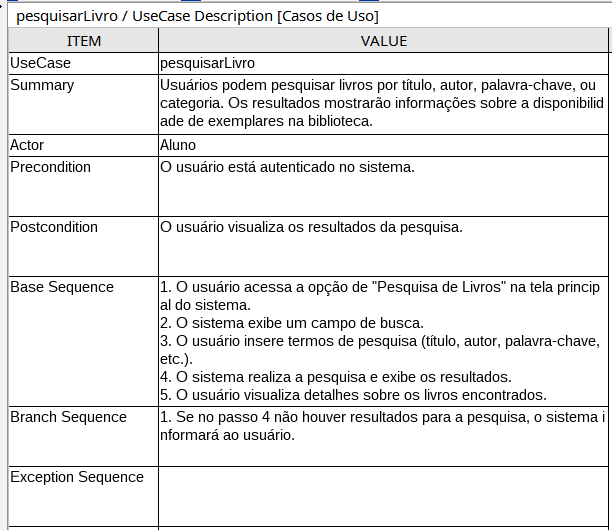 pesquisarLivro / UseCase Description [Casos de Uso]
ITEM VALUE
UseCase pesquisarLivro
Summary Usuários podem pesquisar livros por título, autor, palavra-chave, ou
categoria. Os resultados mostrarão informações sobre a disponibilid
ade de exemplares na biblioteca.
Actor Aluno
Precondition O usuário está autenticado no sistema.
Postcondition O usuário visualiza os resultados da pesquisa.
Base Sequence 1. O usuário acessa a opção de "Pesquisa de Livros" na tela princip
al do sistema.
2. O sistema exibe um campo de busca.
3. O usuário insere termos de pesquisa (título, autor, palavra-chave,
etc.).
4. O sistema realiza a pesquisa e exibe os resultados.
5. O usuário visualiza detalhes sobre os livros encontrados.
Branch Sequence 1. Se no passo 4 não houver resultados para a pesquisa, o sistema i
nformará ao usuário.
Exception Sequence